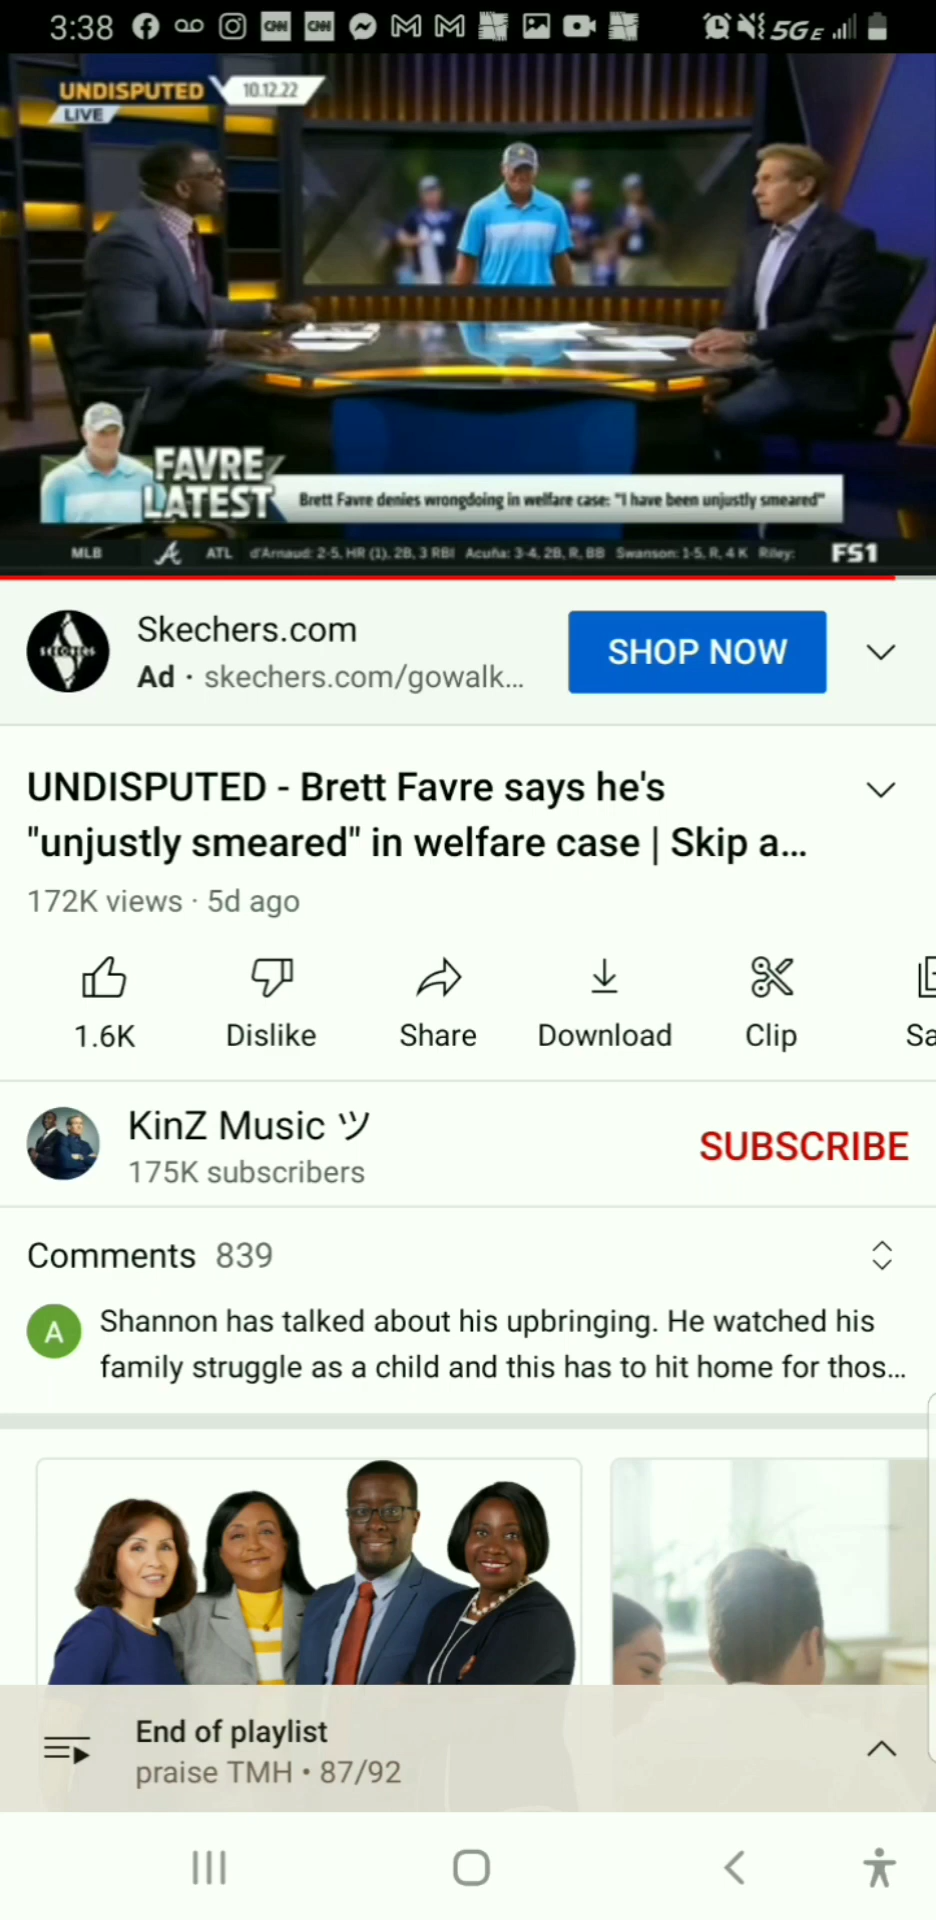 3:38
5GE
UNDISPUTED
10.12.22
LIVE
FAVRE
LATEST
Brett Favre denies wrongdoing in welfare case: "I have been unjustly smeared"
MLB ATL d'Arnaud: 2-5, HR (1), 2B, 3 RBI Acuña: 3-4, 2B, R, BB Swanson: 1-5, R, 4 K Riley: FS1
SKECHERS
Skechers.com
Ad · skechers.com/gowalk...
SHOP NOW
UNDISPUTED - Brett Favre says he's
"unjustly smeared" in welfare case | Skip a...
172K views · 5d ago
1.6K
Dislike
Share
Download
Clip
Sa
KinZ Music ツ
175K subscribers
SUBSCRIBE
Comments 839
A
Shannon has talked about his upbringing. He watched his
family struggle as a child and this has to hit home for thos...
End of playlist
praise TMH • 87/92